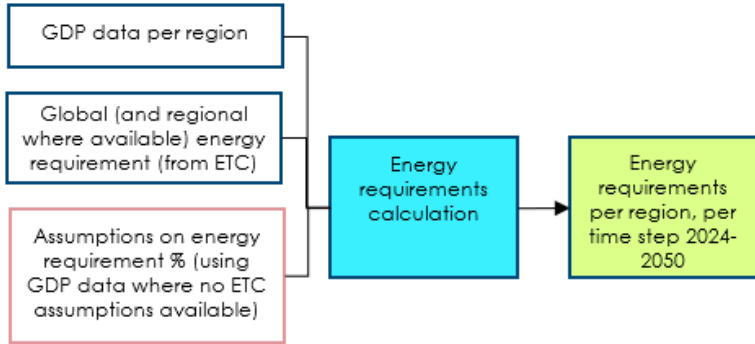 GDP data per region
Global (and regional
where available) energy
requirement (from ETC)
Assumptions on energy
requirement % (using
GDP data where no ETC
assumptions available)
Energy
requirements
calculation
Energy
requirements
per region, per
time step 2024-
2050